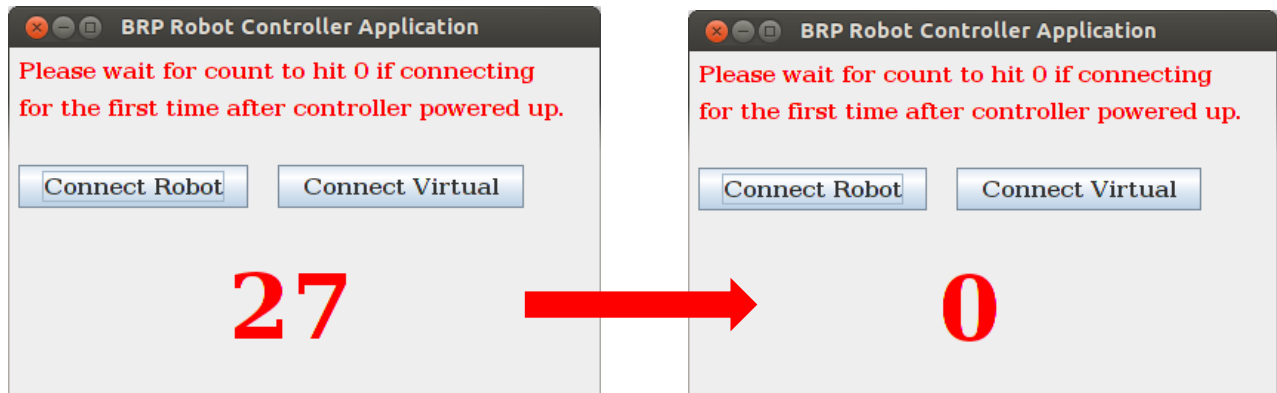 BRP Robot Controller Application
Please wait for count to hit 0 if connecting
for the first time after controller powered up.
Connect Robot Connect Virtual
27
BRP Robot Controller Application
Please wait for count to hit 0 if connecting
for the first time after controller powered up.
Connect Robot Connect Virtual
0